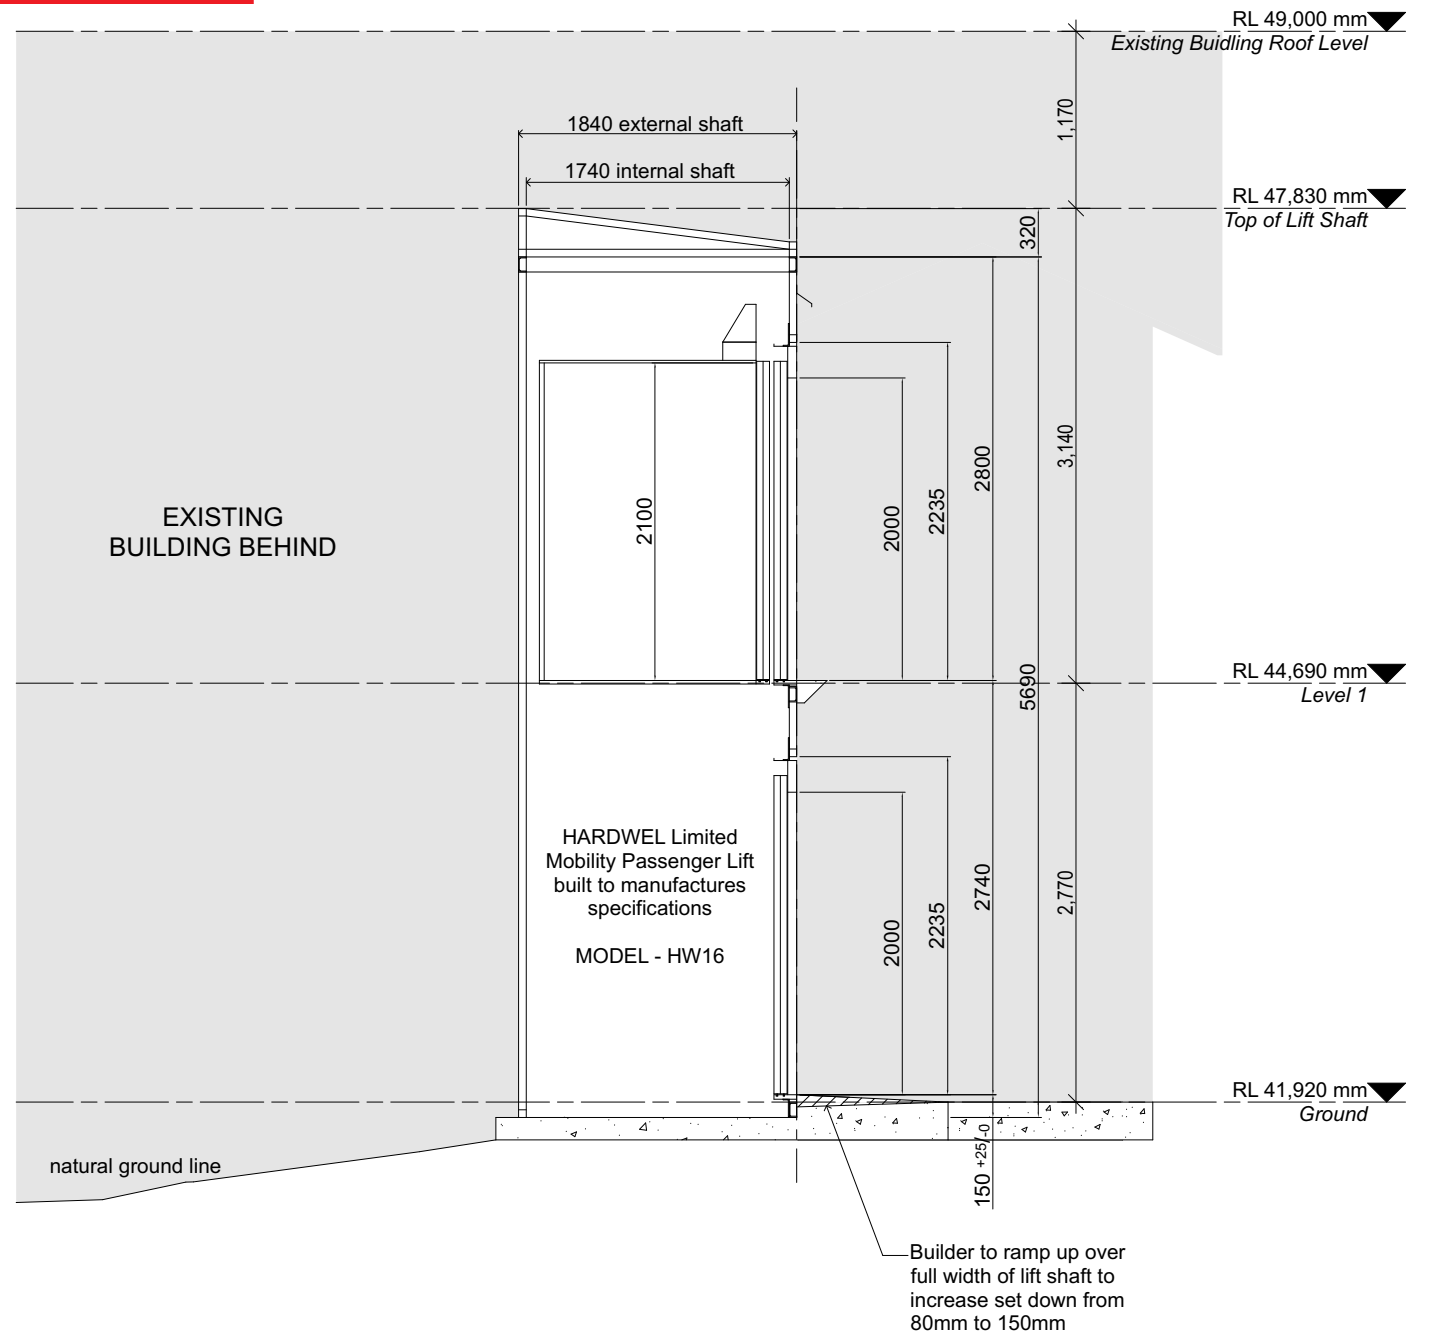 RL 49,000 mm
Existing Buidling Roof Level
1,170
1840 external shaft
1740 internal shaft
RL 47,830 mm
Top of Lift Shaft
320
3,140
2800
2235
2000
2100
EXISTING
BUILDING BEHIND
5690
RL 44,690 mm
Level 1
HARDWEL Limited
Mobility Passenger Lift
built to manufactures
specifications
MODEL - HW16
2,770
2740
2235
2000
RL 41,920 mm
Ground
natural ground line
150 +25/-0
Builder to ramp up over
full width of lift shaft to
increase set down from
80mm to 150mm